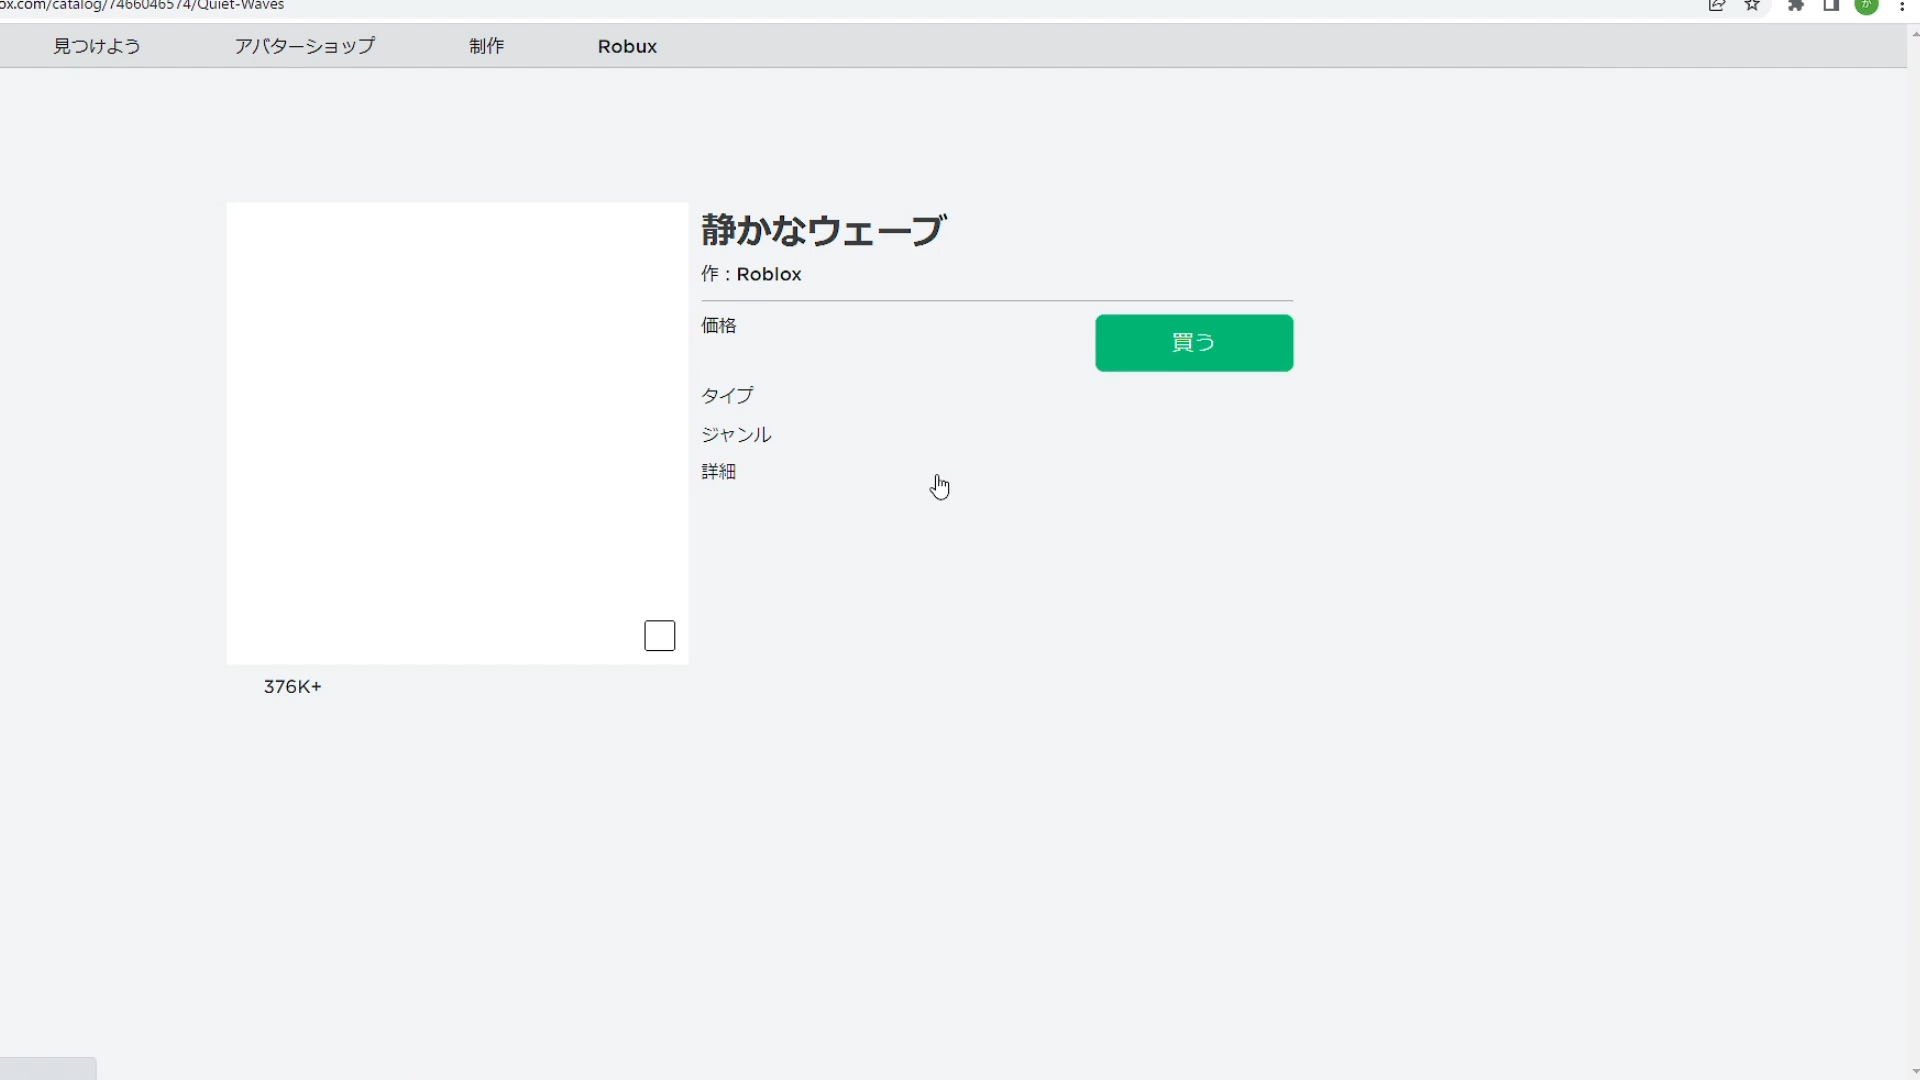 ox.com/catalog/7466046574/Quiet-Waves
か
見つけよう
アバターショップ
制作
Robux
静かなウェーブ
作 : Roblox
価格
買う
タイプ
ジャンル
詳細
376K+